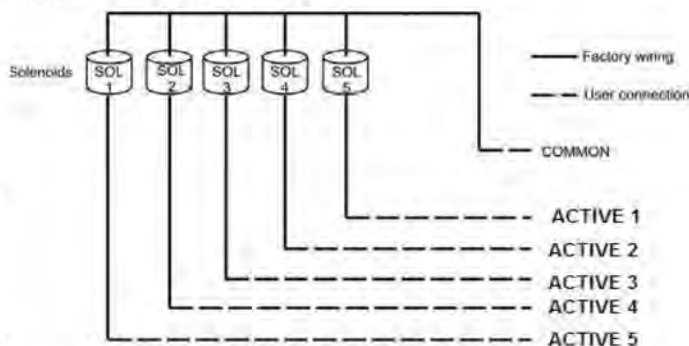 Solenoids
SOL 1
SOL 2
SOL 3
SOL 4
SOL 5
Factory wiring
User connection
COMMON
ACTIVE 1
ACTIVE 2
ACTIVE 3
ACTIVE 4
ACTIVE 5